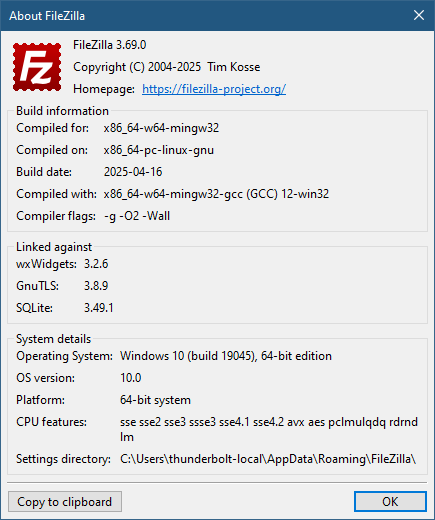 About FileZilla
Fz
FileZilla 3.69.0
Copyright (C) 2004-2025 Tim Kosse
Homepage: https://filezilla-project.org/
Build information
Compiled for: x86_64-w64-mingw32
Compiled on: x86_64-pc-linux-gnu
Build date: 2025-04-16
Compiled with: x86_64-w64-mingw32-gcc (GCC) 12-win32
Compiler flags: -g -O2 -Wall
Linked against
wxWidgets: 3.2.6
GnuTLS: 3.8.9
SQLite: 3.49.1
System details
Operating System: Windows 10 (build 19045), 64-bit edition
OS version: 10.0
Platform: 64-bit system
CPU features: sse sse2 sse3 ssse3 sse4.1 sse4.2 avx aes pclmulqdq rdrnd
lm
Settings directory: C:\Users\thunderbolt-local\AppData\Roaming\FileZilla\
Copy to clipboard
OK